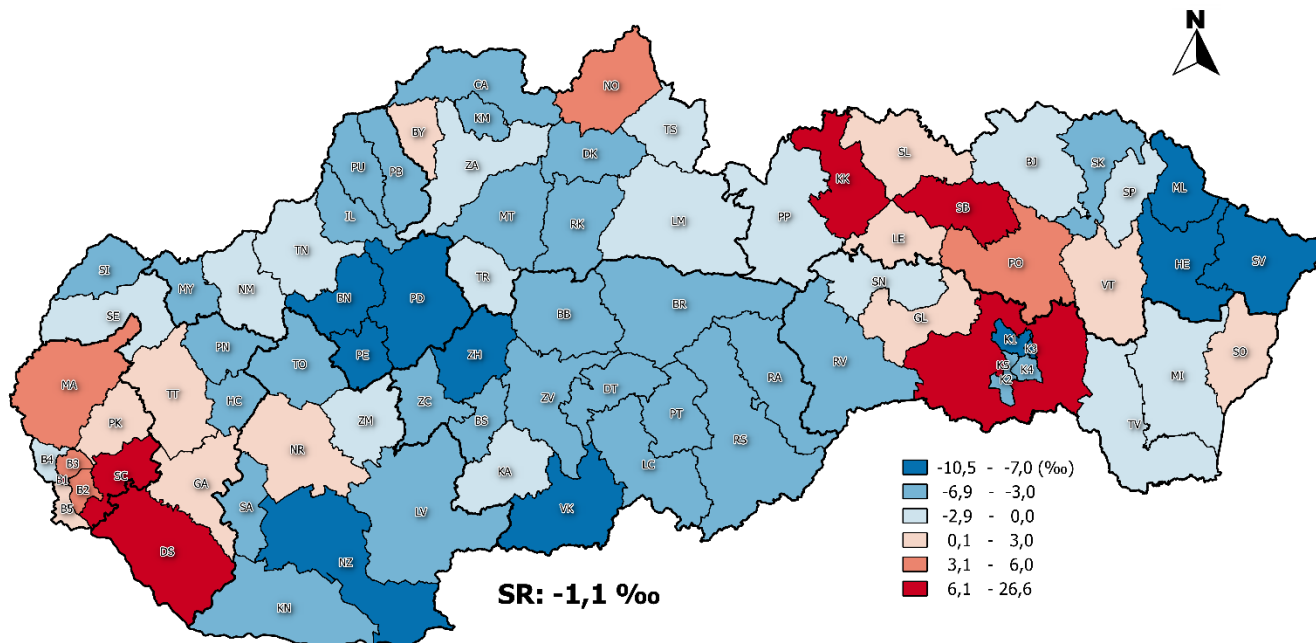 N
CA
NO
KM
TS
BY
SL
BJ
SK
ZA
DK
PU
PB
KK
SP
ML
IL
MT
RK
LM
PP
SB
LE
PO
HE
SV
TN
SI
MY
NM
TR
SN
VT
BN
PD
BR
GL
SE
BB
K1
K3
PN
TO
PE
ZH
RV
SO
MA
TT
K5
K4
K2
MI
HC
DT
RA
PK
ZM
ZC
BS
ZV
PT
TV
RS
NR
LC
B4
B3
SC
KA
B1
B2
GA
B5
SA
LV
VK
DS
NZ
KN
SR: -1,1 ‰
-10,5 - -7,0 (‰)
-6,9 - -3,0
-2,9 - 0,0
0,1 - 3,0
3,1 - 6,0
6,1 - 26,6